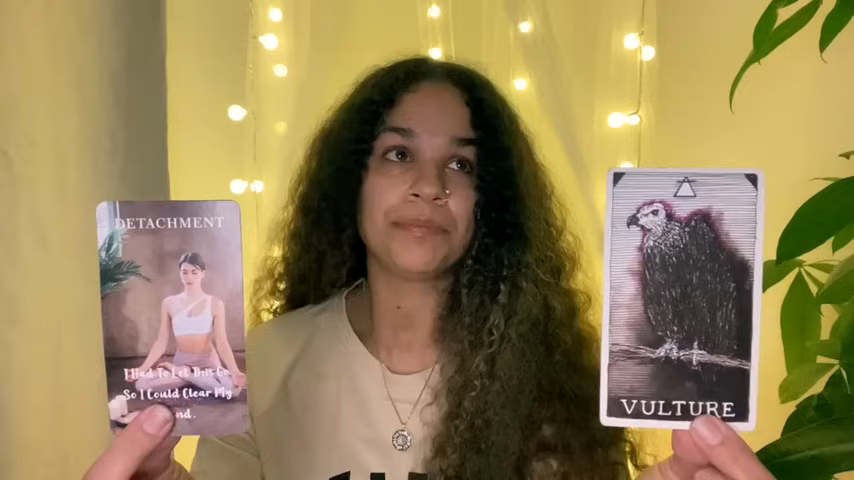 DETACHMENT
I Had To Let This Go
So I Could Clear My
VULTURE